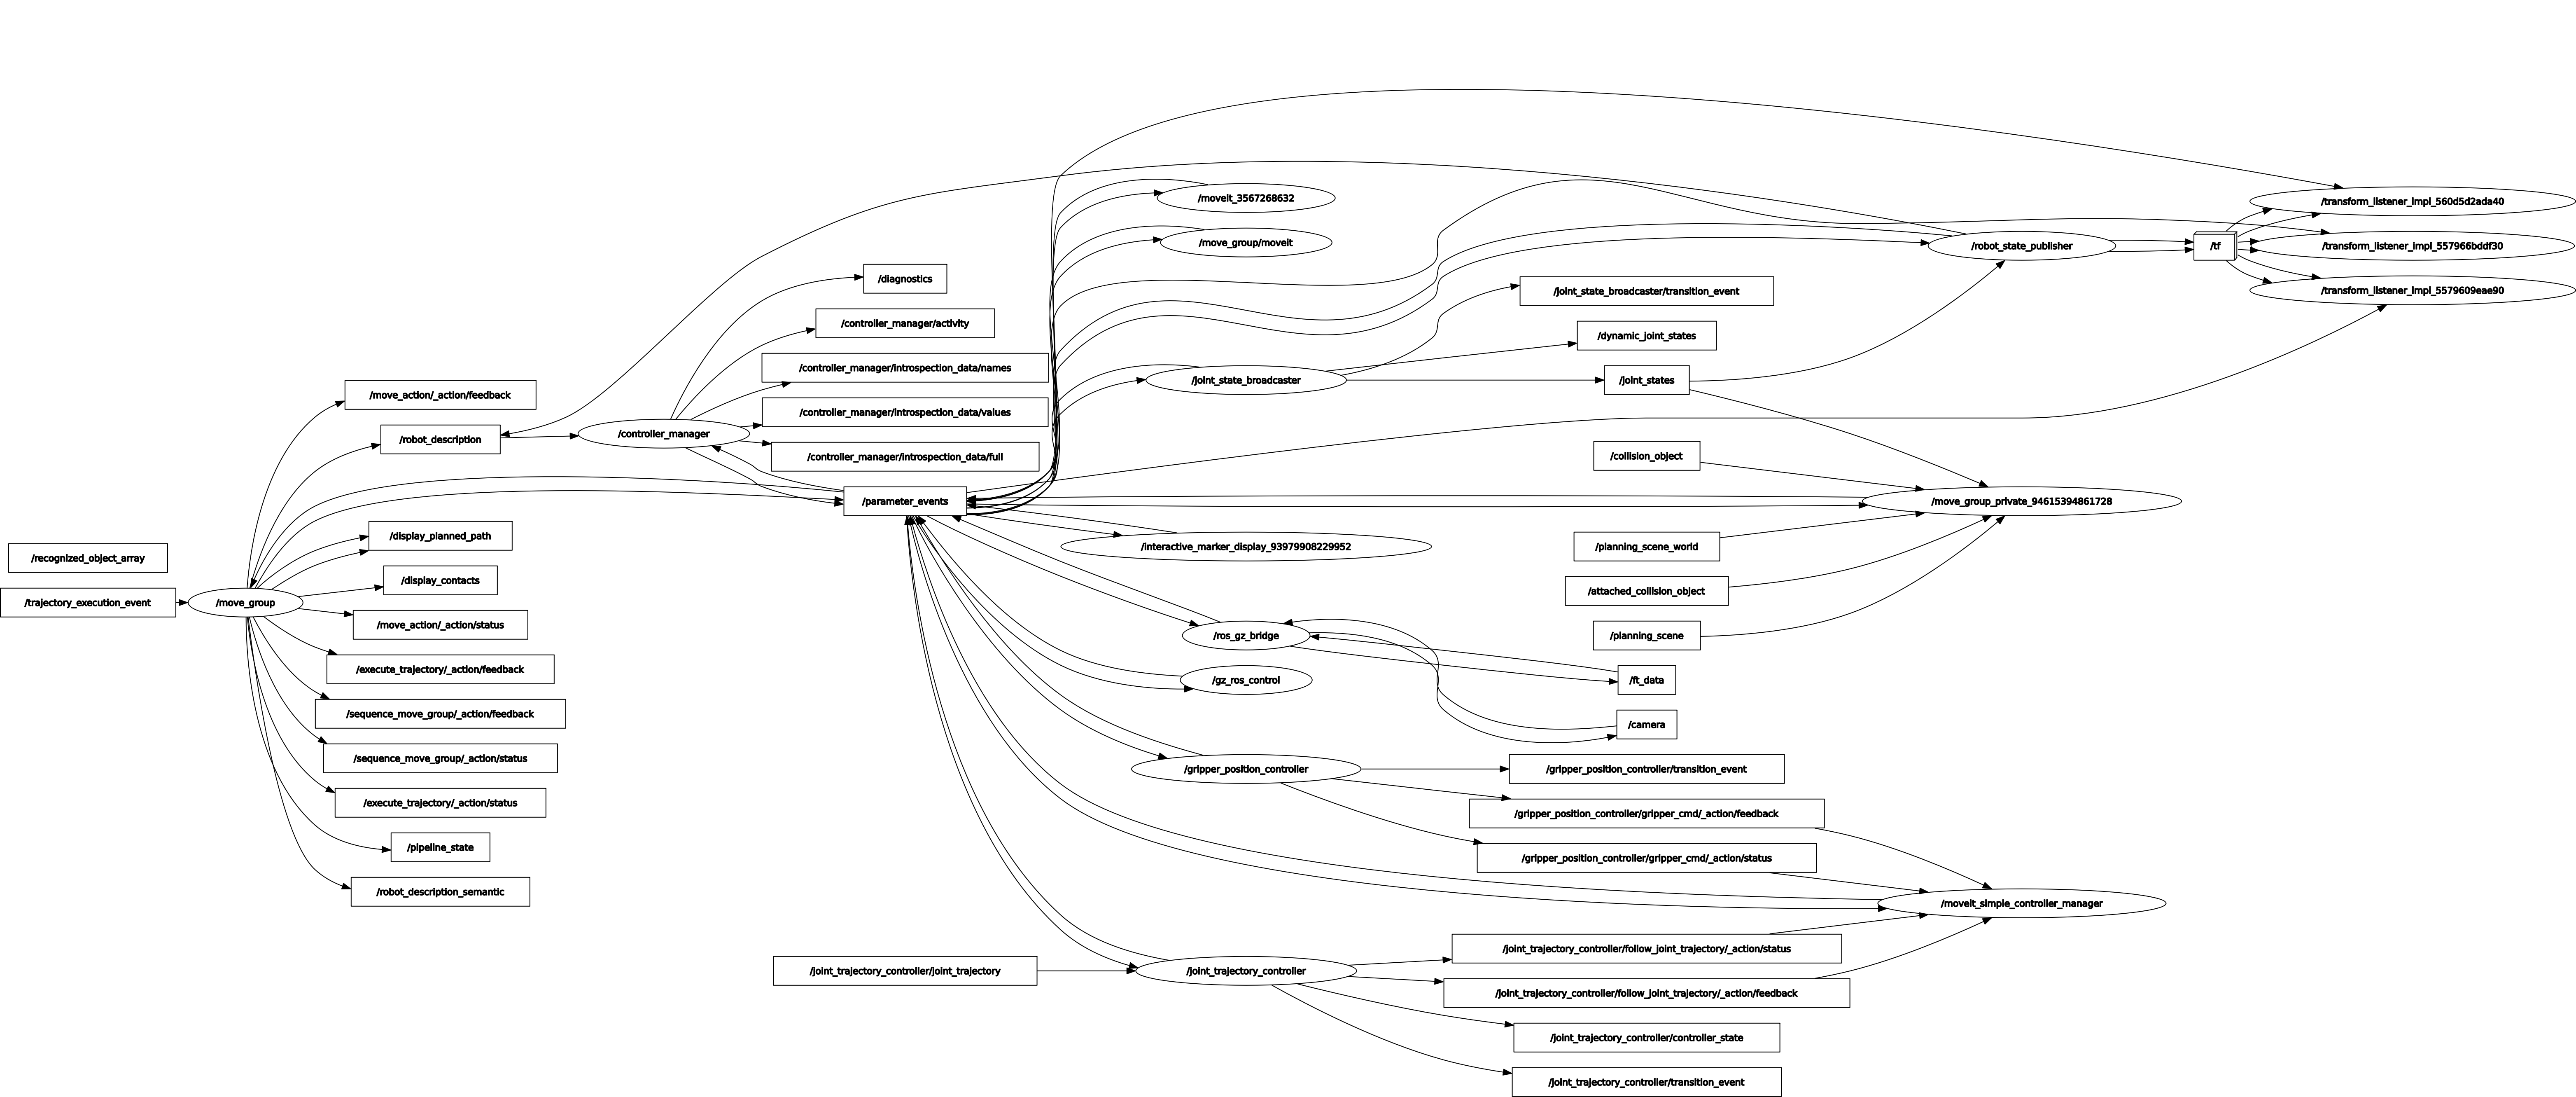 /recognized_object_array
/trajectory_execution_event
/move_group
/move_action/_action/feedback
/robot_description
/display_planned_path
/display_contacts
/move_action/_action/status
/execute_trajectory/_action/feedback
/sequence_move_group/_action/feedback
/sequence_move_group/_action/status
/execute_trajectory/_action/status
/pipeline_state
/robot_description_semantic
/controller_manager
/diagnostics
/controller_manager/activity
/controller_manager/introspection_data/names
/controller_manager/introspection_data/values
/controller_manager/introspection_data/full
/parameter_events
/joint_trajectory_controller/joint_trajectory
/moveit_3567268632
/move_group/moveit
/joint_state_broadcaster
/interactive_marker_display_93979908229952
/ros_gz_bridge
/gz_ros_control
/gripper_position_controller
/joint_trajectory_controller
/joint_state_broadcaster/transition_event
/dynamic_joint_states
/joint_states
/collision_object
/planning_scene_world
/attached_collision_object
/planning_scene
/ft_data
/camera
/gripper_position_controller/transition_event
/gripper_position_controller/gripper_cmd/_action/feedback
/gripper_position_controller/gripper_cmd/_action/status
/joint_trajectory_controller/follow_joint_trajectory/_action/status
/joint_trajectory_controller/follow_joint_trajectory/_action/feedback
/joint_trajectory_controller/controller_state
/joint_trajectory_controller/transition_event
/robot_state_publisher
/move_group_private_94615394861728
/moveit_simple_controller_manager
/tf
/transform_listener_impl_560d5d2ada40
/transform_listener_impl_557966bddf30
/transform_listener_impl_5579609eae90